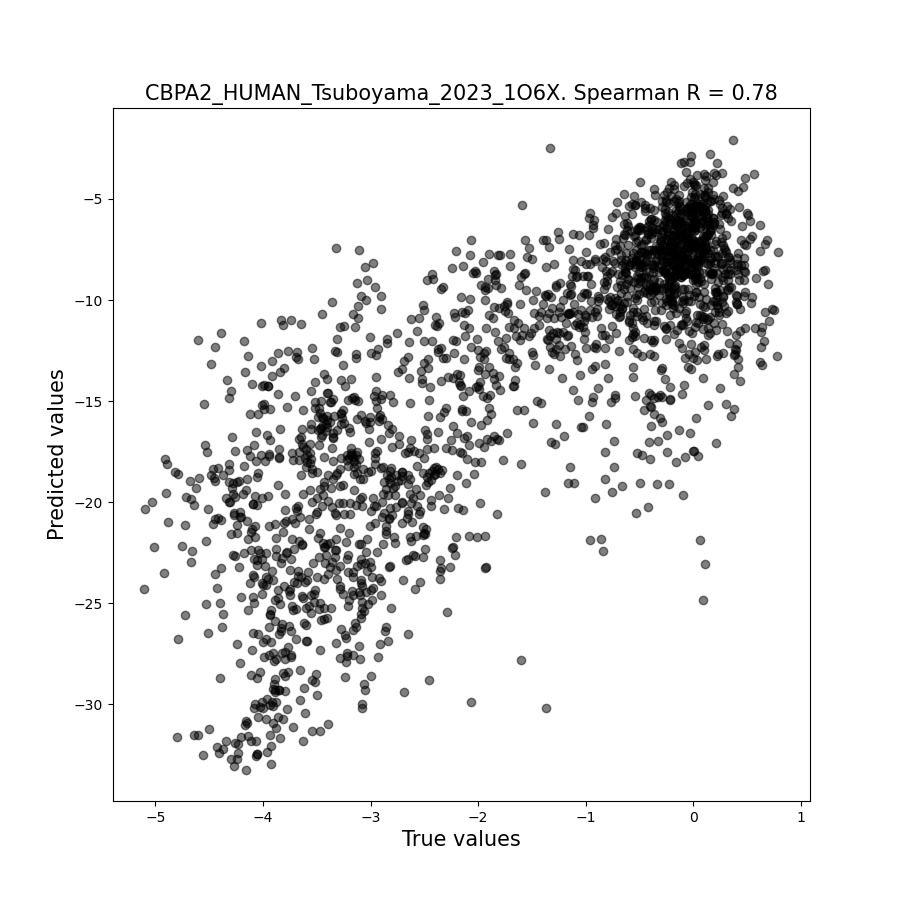 CBPA2_HUMAN_Tsuboyama_2023_1O6X. Spearman R = 0.78
Predicted values
−5
−10
−15
−20
−25
−30
−5 −4 −3 −2 −1 0 1
True values